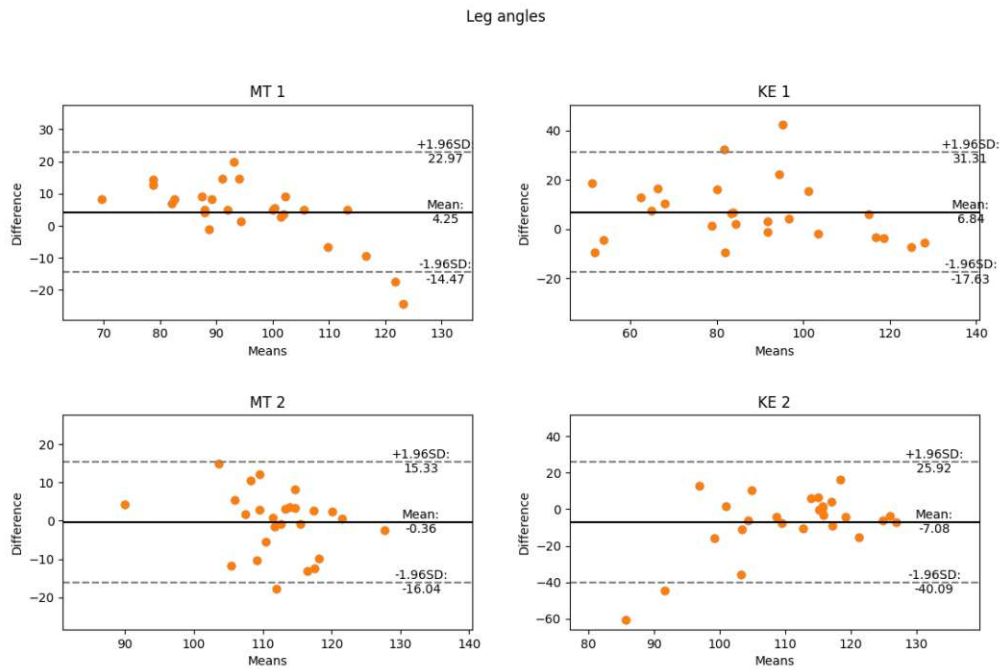 Leg angles
MT 1
30
20
10
0
−10
−20
Difference
+1.96SD:
22.97
Mean:
4.25
-1.96SD:
-14.47
70 80 90 100 110 120 130
Means
KE 1
40
20
0
−20
Difference
+1.96SD:
31.31
Mean:
6.84
-1.96SD:
-17.63
60 80 100 120 140
Means
MT 2
20
10
0
−10
−20
Difference
+1.96SD:
15.33
Mean:
-0.36
-1.96SD:
-16.04
90 100 110 120 130 140
Means
KE 2
40
20
0
−20
−40
−60
Difference
+1.96SD:
25.92
Mean:
-7.08
-1.96SD:
-40.09
80 90 100 110 120 130
Means